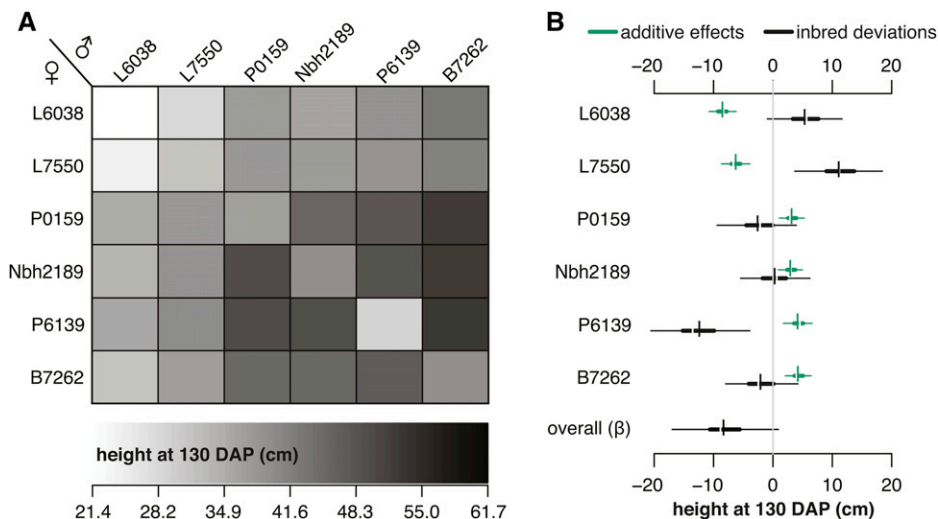 A
♂
♀
L6038 L7550 P0159 Nbh2189 P6139 B7262
L6038
L7550
P0159
Nbh2189
P6139
B7262
height at 130 DAP (cm)
21.4 28.2 34.9 41.6 48.3 55.0 61.7
B
additive effects inbred deviations
−20 −10 0 10 20
L6038
L7550
P0159
Nbh2189
P6139
B7262
overall (β)
−20 −10 0 10 20
height at 130 DAP (cm)